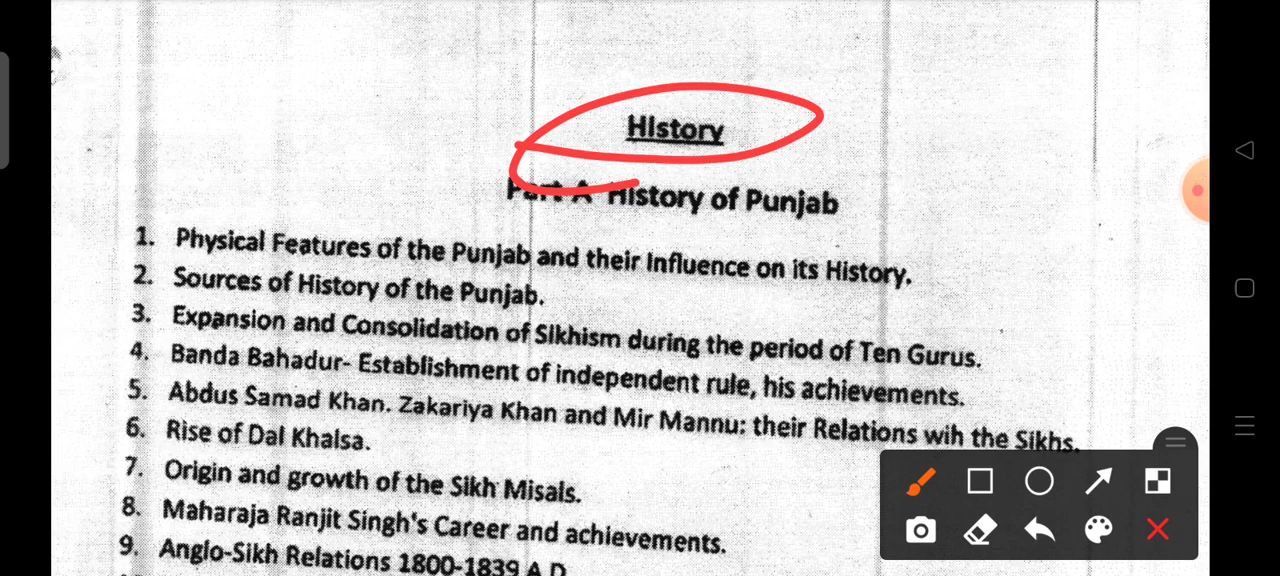 History
Part-A History of Punjab
1. Physical Features of the Punjab and their Influence on its History.
2. Sources of History of the Punjab.
3. Expansion and Consolidation of Sikhism during the period of Ten Gurus.
4. Banda Bahadur- Establishment of independent rule, his achievements.
5. Abdus Samad Khan. Zakariya Khan and Mir Mannu: their Relations wih the Sikhs.
6. Rise of Dal Khalsa.
7. Origin and growth of the Sikh Misals.
8. Maharaja Ranjit Singh's Career and achievements.
9. Anglo-Sikh Relations 1800-1839 A D